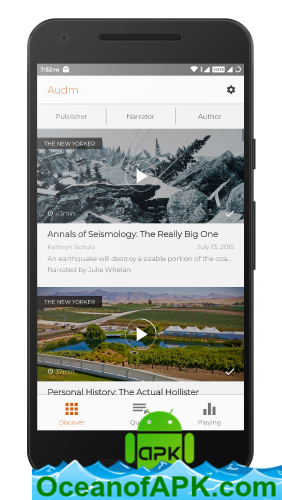 7:52 PM
VoLTE
Audm
Publisher
Narrator
Author
THE NEW YORKER
43min
Annals of Seismology: The Really Big One
Kathryn Schulz July 13, 2015
An earthquake will destroy a sizable portion of the coa...
Narrated by Julia Whelan
THE NEW YORKER
37min
Personal History: The Actual Hollister
Discover
Playing
APK
OceanofAPK.com